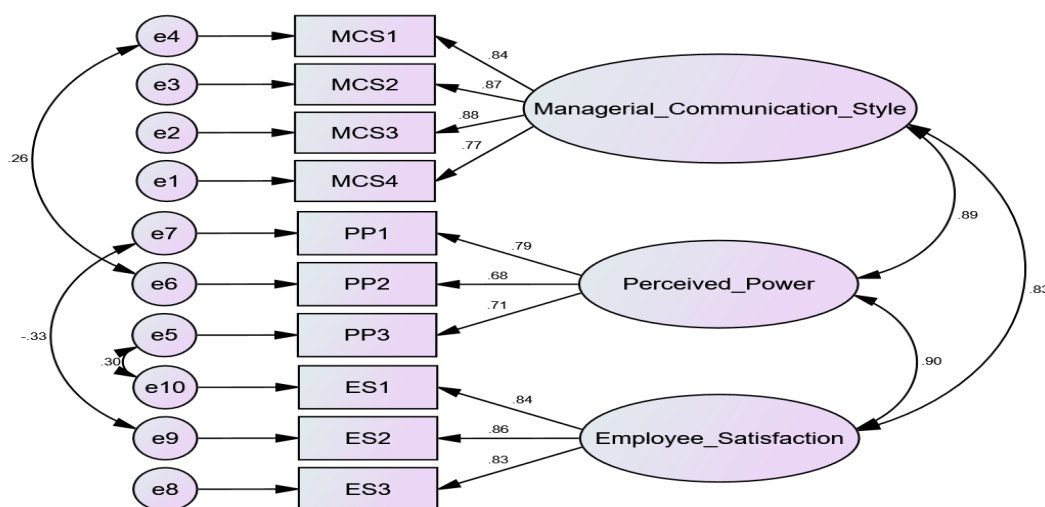 e4
MCS1
.84
e3
MCS2
.87
Managerial_Communication_Style
e2
MCS3
.88
.26
e1
MCS4
.77
e7
PP1
.79
.89
e6
PP2
.68
Perceived_Power
.83
-.33
e5
PP3
.71
.30
e10
ES1
.84
.90
e9
ES2
.86
Employee_Satisfaction
e8
ES3
.83